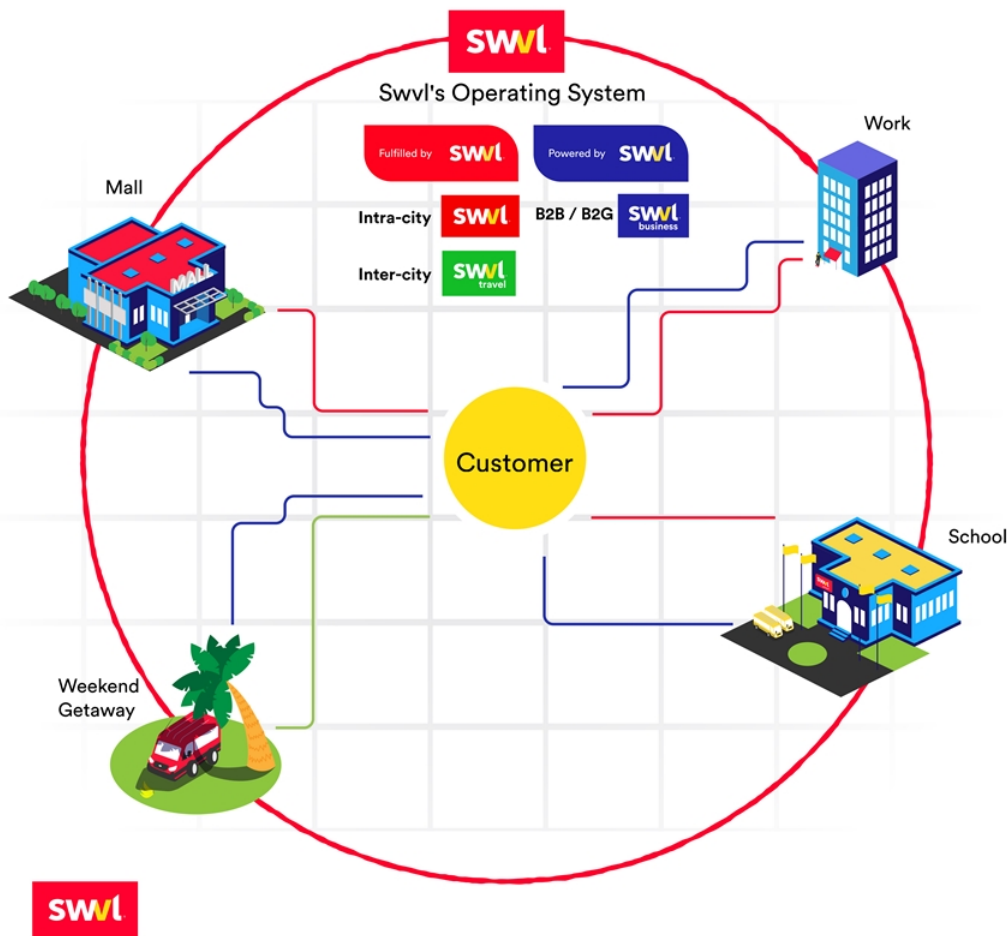 swvl
Swvl's Operating System
Fulfilled by swvl
Powered by swvl
Intra-city swvl
B2B / B2G swvl business
Inter-city swvl travel
Work
Mall
MALL
Customer
School
swvl
Weekend
Getaway
swvl